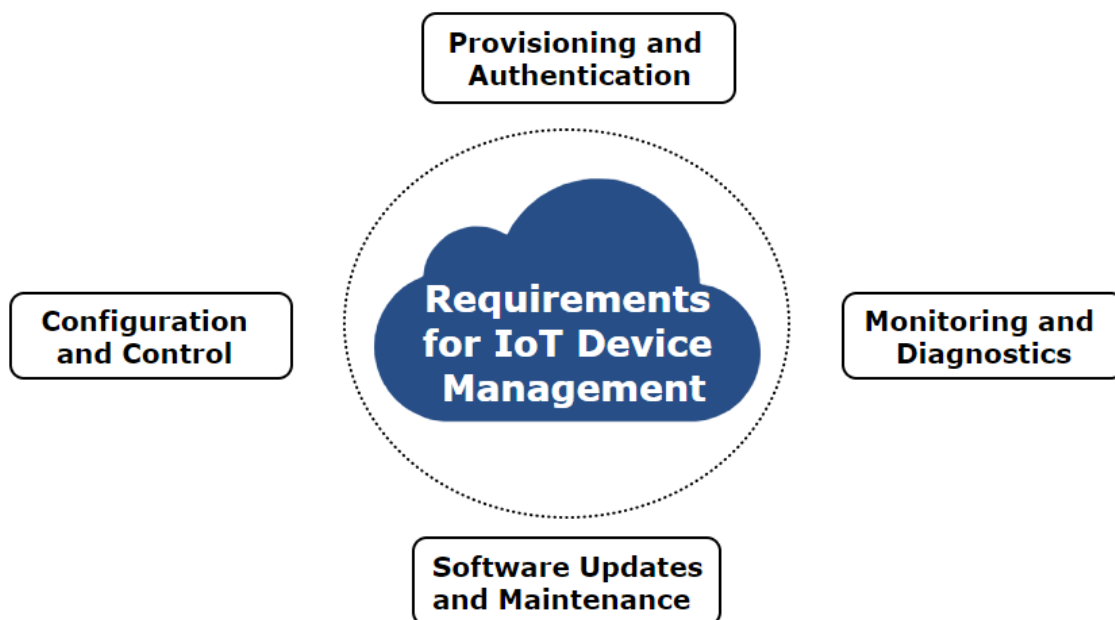 Provisioning and
Authentication
Requirements
for IoT Device
Management
Configuration
and Control
Monitoring and
Diagnostics
Software Updates
and Maintenance